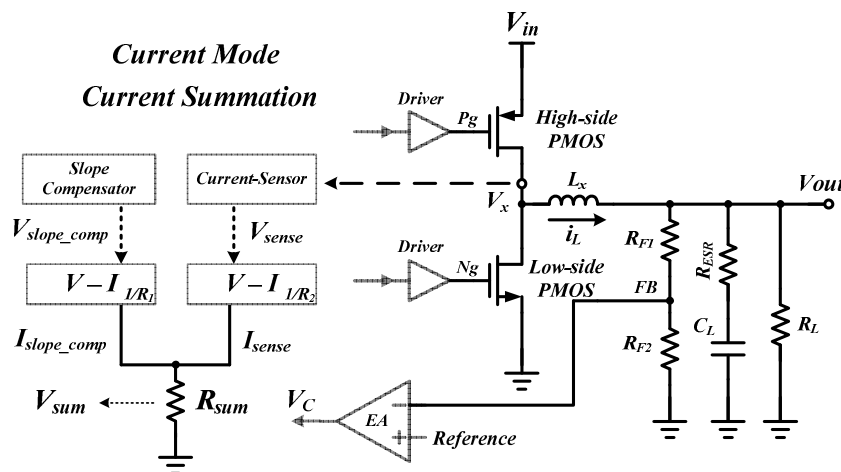 Current Mode
Current Summation
Vin
Driver
Pg
High-side
PMOS
Slope
Compensator
Current-Sensor
Vx
Lx
iL
Vout
Vslope_comp
Vsense
Driver
Ng
Low-side
PMOS
RF1
RESR
FB
V – I 1/R1
V – I 1/R2
Islope_comp
Isense
RF2
CL
RL
Vsum
Rsum
VC
EA
−
+
Reference